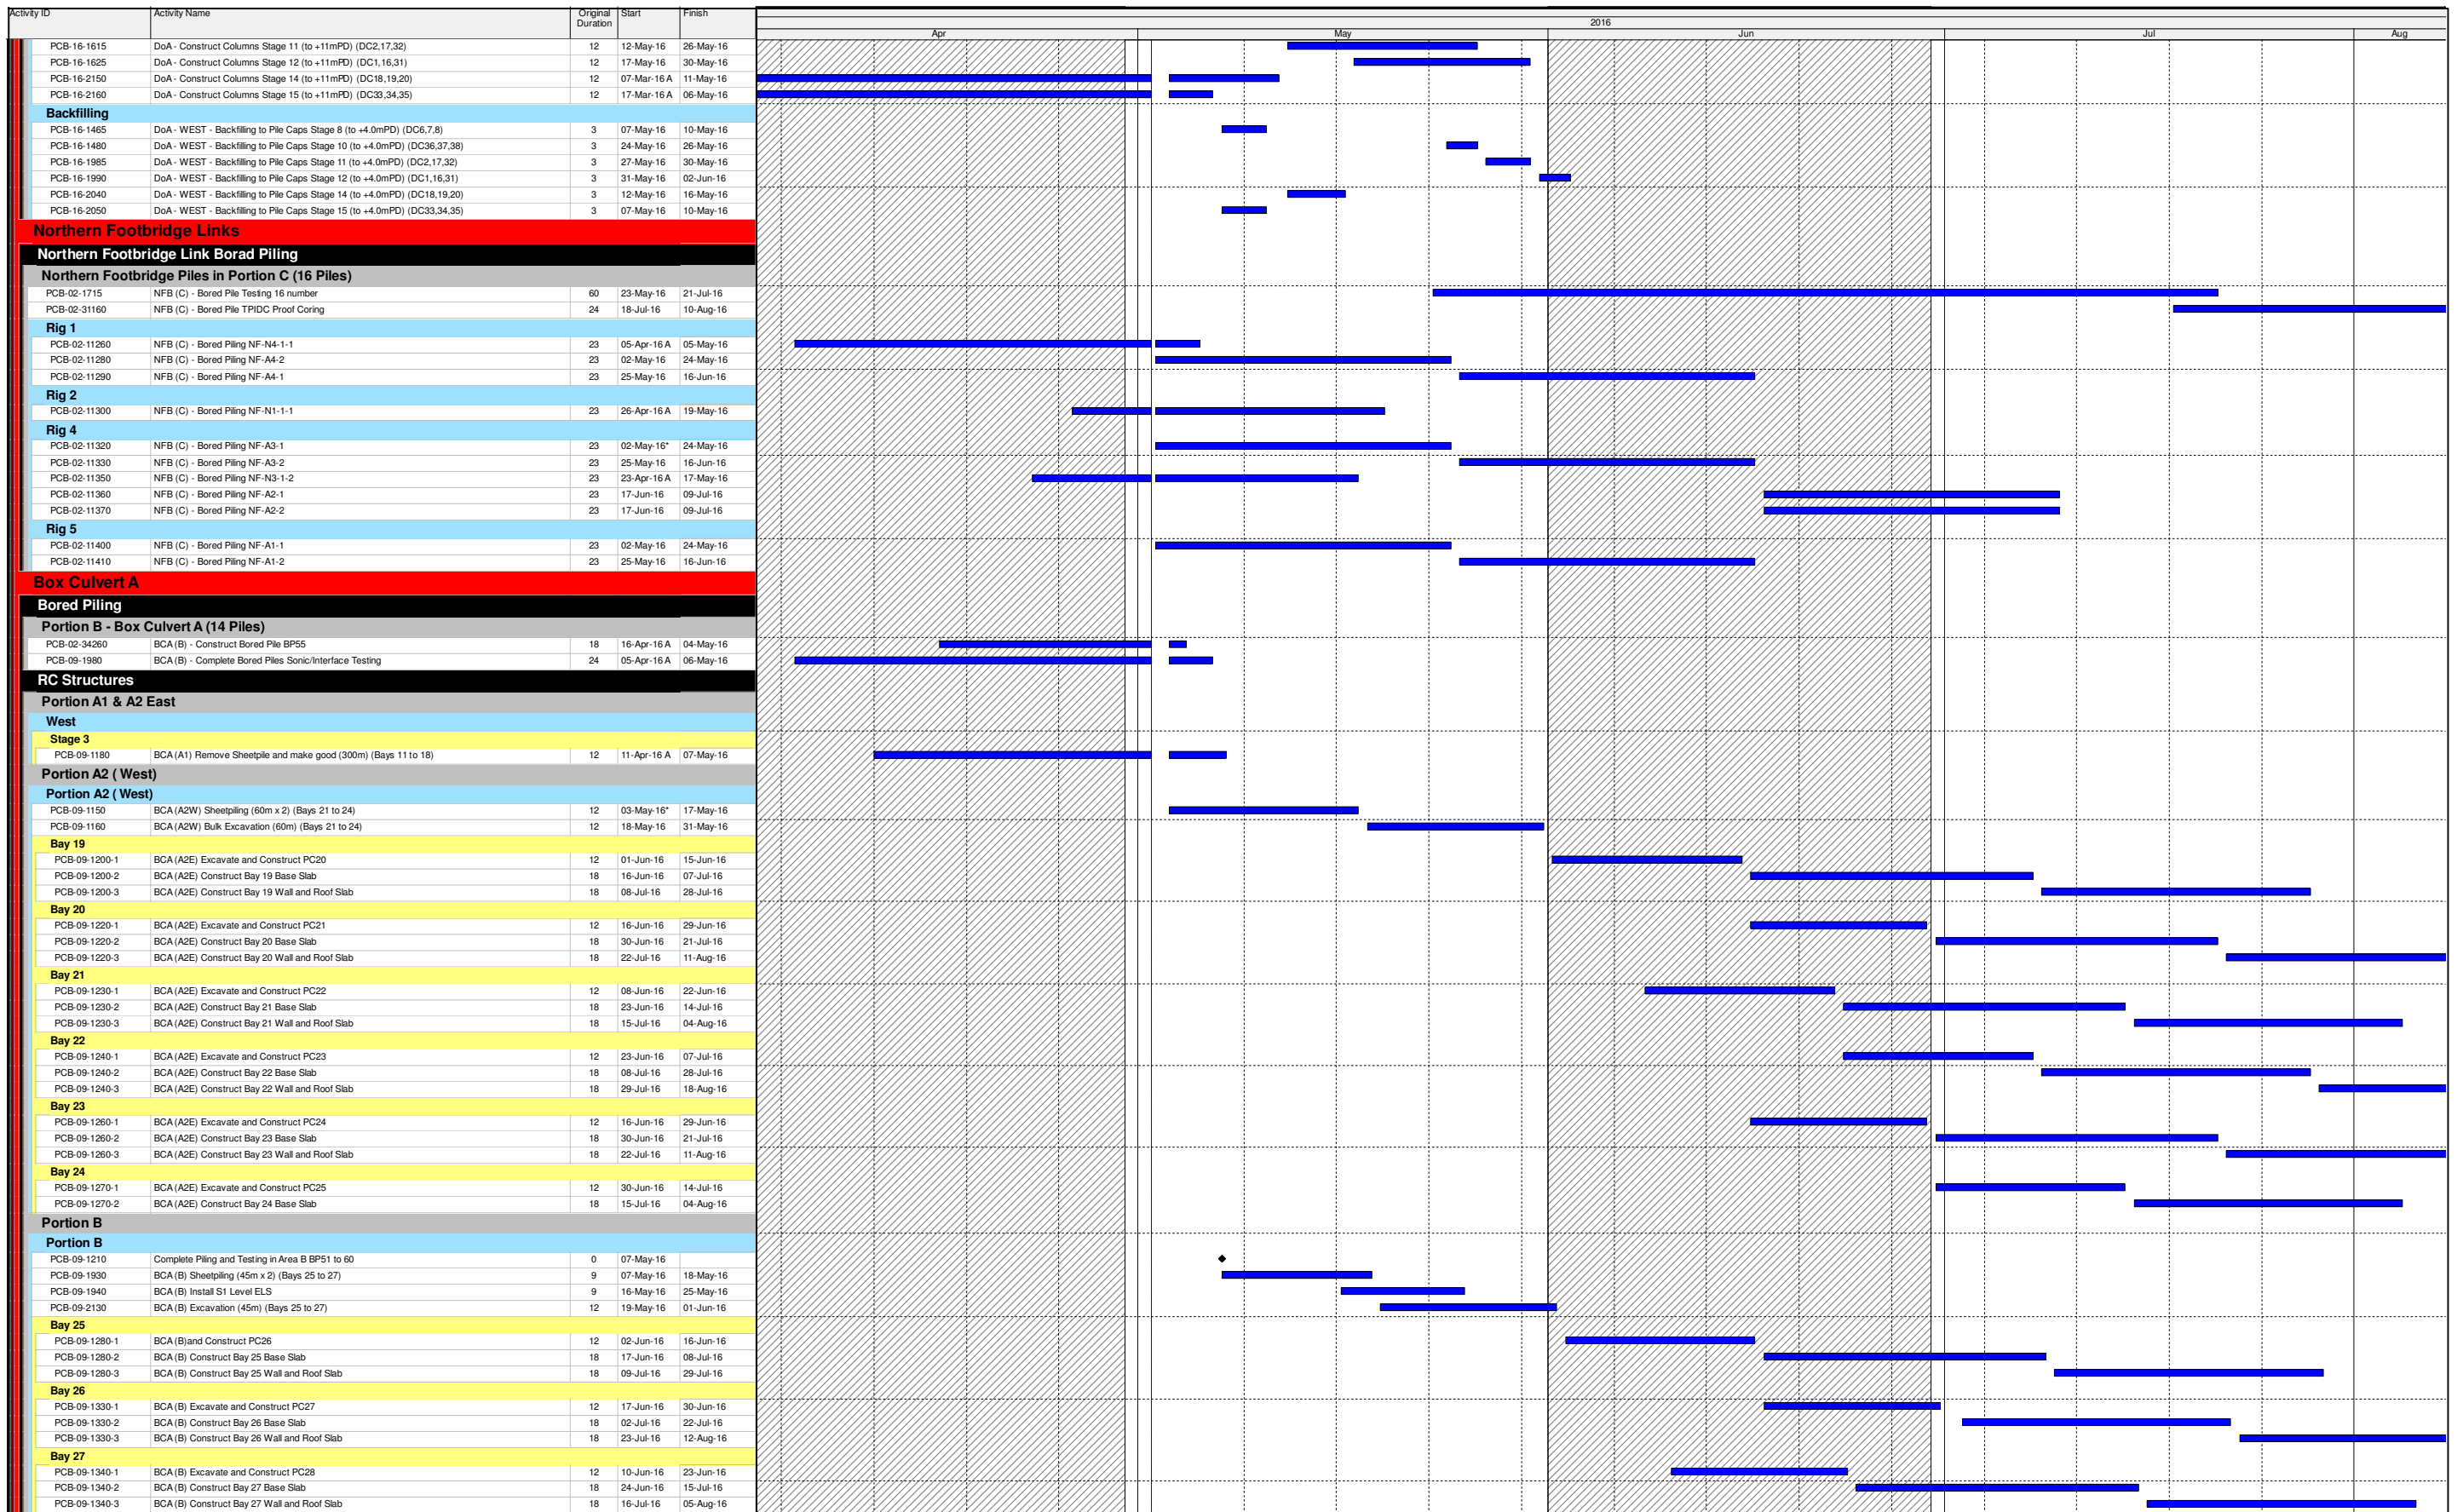 Activity ID Activity Name Original Duration Start Finish
2016
Apr May Jun Jul Aug
PCB-16-1615 DoA - Construct Columns Stage 11 (to +11mPD) (DC2,17,32) 12 12-May-16 26-May-16
PCB-16-1625 DoA - Construct Columns Stage 12 (to +11mPD) (DC1,16,31) 12 17-May-16 30-May-16
PCB-16-2150 DoA - Construct Columns Stage 14 (to +11mPD) (DC18,19,20) 12 07-Mar-16 A 11-May-16
PCB-16-2160 DoA - Construct Columns Stage 15 (to +11mPD) (DC33,34,35) 12 17-Mar-16 A 06-May-16
Backfilling
PCB-16-1465 DoA - WEST - Backfilling to Pile Caps Stage 8 (to +4.0mPD) (DC6,7,8) 3 07-May-16 10-May-16
PCB-16-1480 DoA - WEST - Backfilling to Pile Caps Stage 10 (to +4.0mPD) (DC36,37,38) 3 24-May-16 26-May-16
PCB-16-1985 DoA - WEST - Backfilling to Pile Caps Stage 11 (to +4.0mPD) (DC2,17,32) 3 27-May-16 30-May-16
PCB-16-1990 DoA - WEST - Backfilling to Pile Caps Stage 12 (to +4.0mPD) (DC1,16,31) 3 31-May-16 02-Jun-16
PCB-16-2040 DoA - WEST - Backfilling to Pile Caps Stage 14 (to +4.0mPD) (DC18,19,20) 3 12-May-16 16-May-16
PCB-16-2050 DoA - WEST - Backfilling to Pile Caps Stage 15 (to +4.0mPD) (DC33,34,35) 3 07-May-16 10-May-16
Northern Footbridge Links
Northern Footbridge Link Borad Piling
Northern Footbridge Piles in Portion C (16 Piles)
PCB-02-1715 NFB (C) - Bored Pile Testing 16 number 60 23-May-16 21-Jul-16
PCB-02-31160 NFB (C) - Bored Pile TPIDC Proof Coring 24 18-Jul-16 10-Aug-16
Rig 1
PCB-02-11260 NFB (C) - Bored Piling NF-N4-1-1 23 05-Apr-16 A 05-May-16
PCB-02-11280 NFB (C) - Bored Piling NF-A4-2 23 02-May-16 24-May-16
PCB-02-11290 NFB (C) - Bored Piling NF-A4-1 23 25-May-16 16-Jun-16
Rig 2
PCB-02-11300 NFB (C) - Bored Piling NF-N1-1-1 23 26-Apr-16 A 19-May-16
Rig 4
PCB-02-11320 NFB (C) - Bored Piling NF-A3-1 23 02-May-16* 24-May-16
PCB-02-11330 NFB (C) - Bored Piling NF-A3-2 23 25-May-16 16-Jun-16
PCB-02-11350 NFB (C) - Bored Piling NF-N3-1-2 23 23-Apr-16 A 17-May-16
PCB-02-11360 NFB (C) - Bored Piling NF-A2-1 23 17-Jun-16 09-Jul-16
PCB-02-11370 NFB (C) - Bored Piling NF-A2-2 23 17-Jun-16 09-Jul-16
Rig 5
PCB-02-11400 NFB (C) - Bored Piling NF-A1-1 23 02-May-16 24-May-16
PCB-02-11410 NFB (C) - Bored Piling NF-A1-2 23 25-May-16 16-Jun-16
Box Culvert A
Bored Piling
Portion B - Box Culvert A (14 Piles)
PCB-02-34260 BCA (B) - Construct Bored Pile BP55 18 16-Apr-16 A 04-May-16
PCB-09-1980 BCA (B) - Complete Bored Piles Sonic/Interface Testing 24 05-Apr-16 A 06-May-16
RC Structures
Portion A1 & A2 East
West
Stage 3
PCB-09-1180 BCA (A1) Remove Sheetpile and make good (300m) (Bays 11 to 18) 12 11-Apr-16 A 07-May-16
Portion A2 ( West)
Portion A2 ( West)
PCB-09-1150 BCA (A2W) Sheetpiling (60m x 2) (Bays 21 to 24) 12 03-May-16* 17-May-16
PCB-09-1160 BCA (A2W) Bulk Excavation (60m) (Bays 21 to 24) 12 18-May-16 31-May-16
Bay 19
PCB-09-1200-1 BCA (A2E) Excavate and Construct PC20 12 01-Jun-16 15-Jun-16
PCB-09-1200-2 BCA (A2E) Construct Bay 19 Base Slab 18 16-Jun-16 07-Jul-16
PCB-09-1200-3 BCA (A2E) Construct Bay 19 Wall and Roof Slab 18 08-Jul-16 28-Jul-16
Bay 20
PCB-09-1220-1 BCA (A2E) Excavate and Construct PC21 12 16-Jun-16 29-Jun-16
PCB-09-1220-2 BCA (A2E) Construct Bay 20 Base Slab 18 30-Jun-16 21-Jul-16
PCB-09-1220-3 BCA (A2E) Construct Bay 20 Wall and Roof Slab 18 22-Jul-16 11-Aug-16
Bay 21
PCB-09-1230-1 BCA (A2E) Excavate and Construct PC22 12 08-Jun-16 22-Jun-16
PCB-09-1230-2 BCA (A2E) Construct Bay 21 Base Slab 18 23-Jun-16 14-Jul-16
PCB-09-1230-3 BCA (A2E) Construct Bay 21 Wall and Roof Slab 18 15-Jul-16 04-Aug-16
Bay 22
PCB-09-1240-1 BCA (A2E) Excavate and Construct PC23 12 23-Jun-16 07-Jul-16
PCB-09-1240-2 BCA (A2E) Construct Bay 22 Base Slab 18 08-Jul-16 28-Jul-16
PCB-09-1240-3 BCA (A2E) Construct Bay 22 Wall and Roof Slab 18 29-Jul-16 18-Aug-16
Bay 23
PCB-09-1260-1 BCA (A2E) Excavate and Construct PC24 12 16-Jun-16 29-Jun-16
PCB-09-1260-2 BCA (A2E) Construct Bay 23 Base Slab 18 30-Jun-16 21-Jul-16
PCB-09-1260-3 BCA (A2E) Construct Bay 23 Wall and Roof Slab 18 22-Jul-16 11-Aug-16
Bay 24
PCB-09-1270-1 BCA (A2E) Excavate and Construct PC25 12 30-Jun-16 14-Jul-16
PCB-09-1270-2 BCA (A2E) Construct Bay 24 Base Slab 18 15-Jul-16 04-Aug-16
Portion B
Portion B
PCB-09-1210 Complete Piling and Testing in Area B BP51 to 60 0 07-May-16
PCB-09-1930 BCA (B) Sheetpiling (45m x 2) (Bays 25 to 27) 9 07-May-16 18-May-16
PCB-09-1940 BCA (B) Install S1 Level ELS 9 16-May-16 25-May-16
PCB-09-2130 BCA (B) Excavation (45m) (Bays 25 to 27) 12 19-May-16 01-Jun-16
Bay 25
PCB-09-1280-1 BCA (B)and Construct PC26 12 02-Jun-16 16-Jun-16
PCB-09-1280-2 BCA (B) Construct Bay 25 Base Slab 18 17-Jun-16 08-Jul-16
PCB-09-1280-3 BCA (B) Construct Bay 25 Wall and Roof Slab 18 09-Jul-16 29-Jul-16
Bay 26
PCB-09-1330-1 BCA (B) Excavate and Construct PC27 12 17-Jun-16 30-Jun-16
PCB-09-1330-2 BCA (B) Construct Bay 26 Base Slab 18 02-Jul-16 22-Jul-16
PCB-09-1330-3 BCA (B) Construct Bay 26 Wall and Roof Slab 18 23-Jul-16 12-Aug-16
Bay 27
PCB-09-1340-1 BCA (B) Excavate and Construct PC28 12 10-Jun-16 23-Jun-16
PCB-09-1340-2 BCA (B) Construct Bay 27 Base Slab 18 24-Jun-16 15-Jul-16
PCB-09-1340-3 BCA (B) Construct Bay 27 Wall and Roof Slab 18 16-Jul-16 05-Aug-16